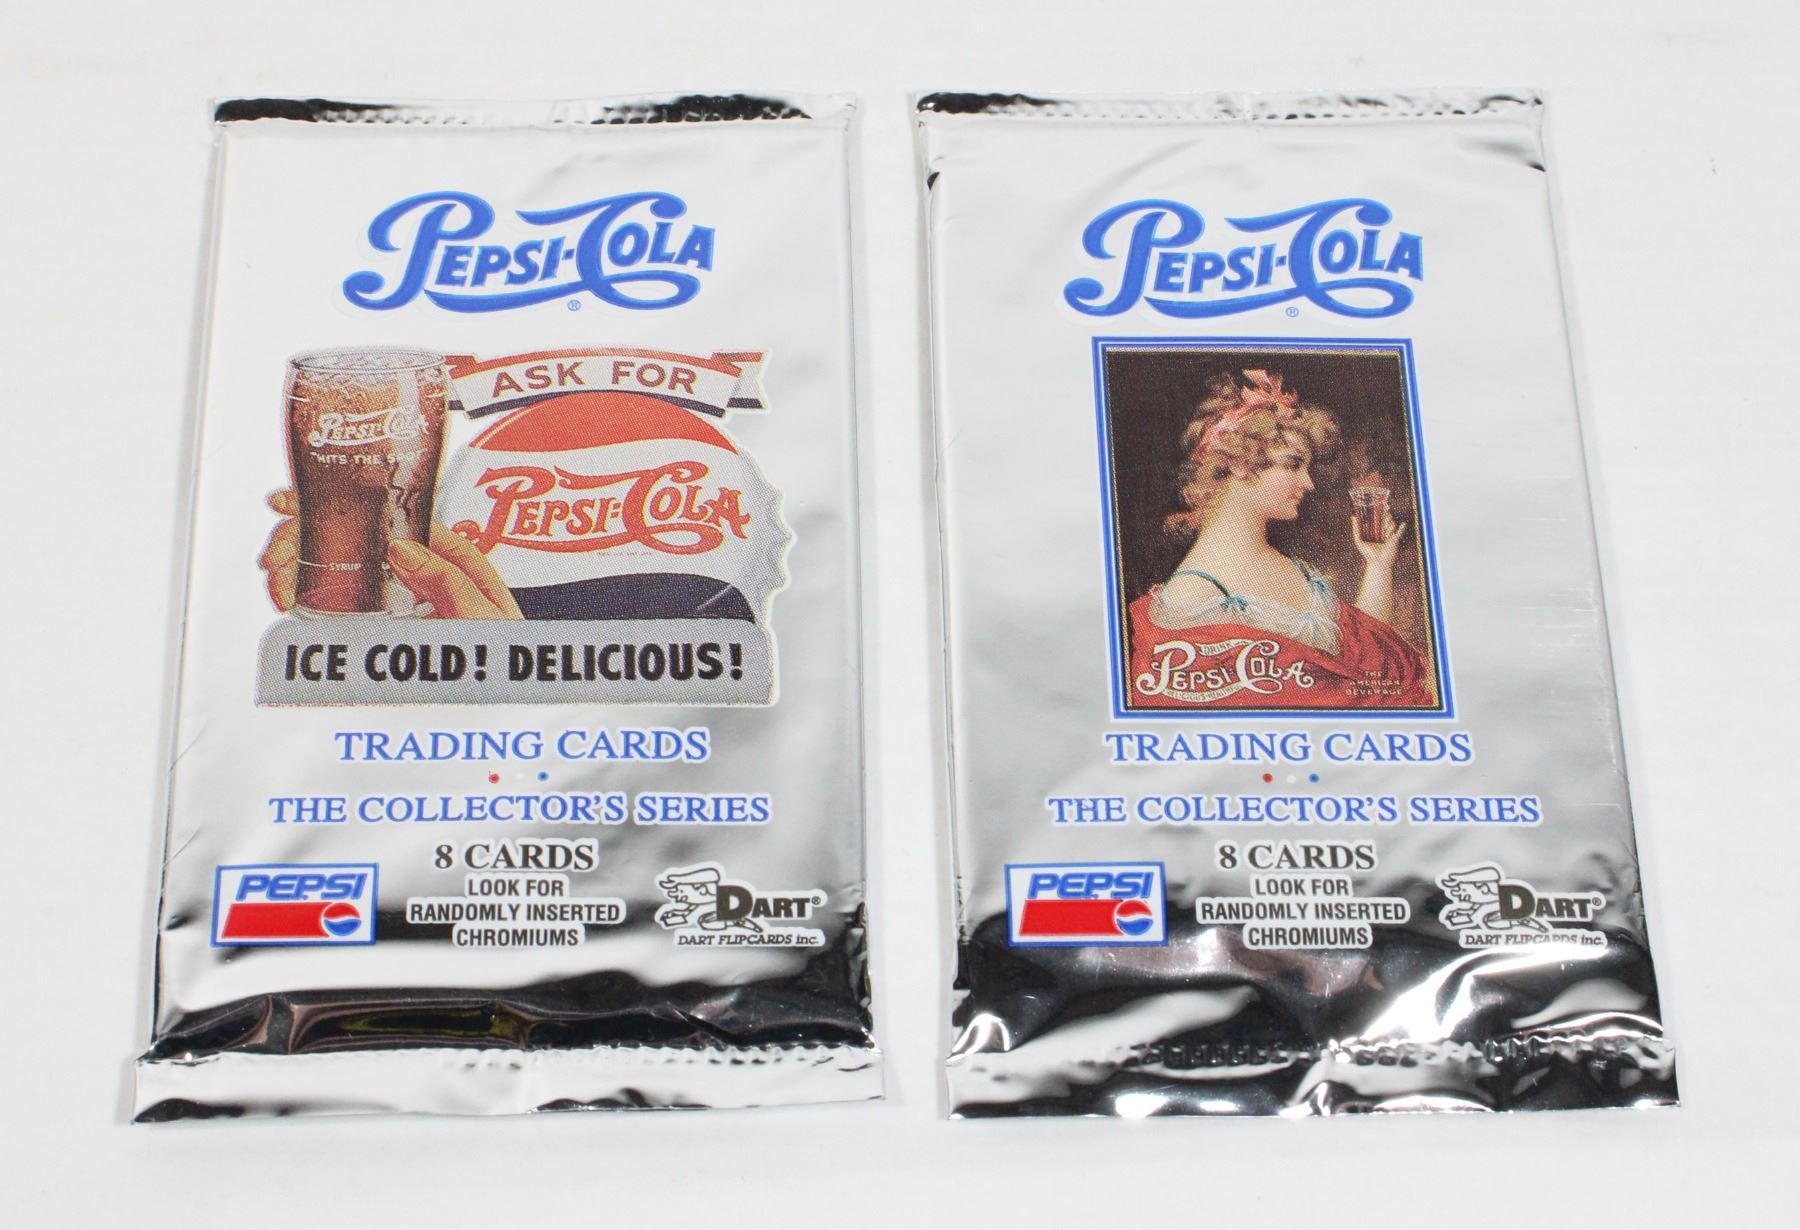 PEPSI-COLA
®
ASK FOR
PEPSI-COLA
"HITS THE SPOT"
PEPSI-COLA
SYRUP
ICE COLD! DELICIOUS!
TRADING CARDS
THE COLLECTOR'S SERIES
8 CARDS
PEPSI
LOOK FOR
RANDOMLY INSERTED
CHROMIUMS
DART®
DART FLIPCARDS inc.
PEPSI-COLA
®
DRINK
PEPSI-COLA
THE
AMERICAN
BEVERAGE
TRADING CARDS
THE COLLECTOR'S SERIES
8 CARDS
PEPSI
LOOK FOR
RANDOMLY INSERTED
CHROMIUMS
DART®
DART FLIPCARDS inc.